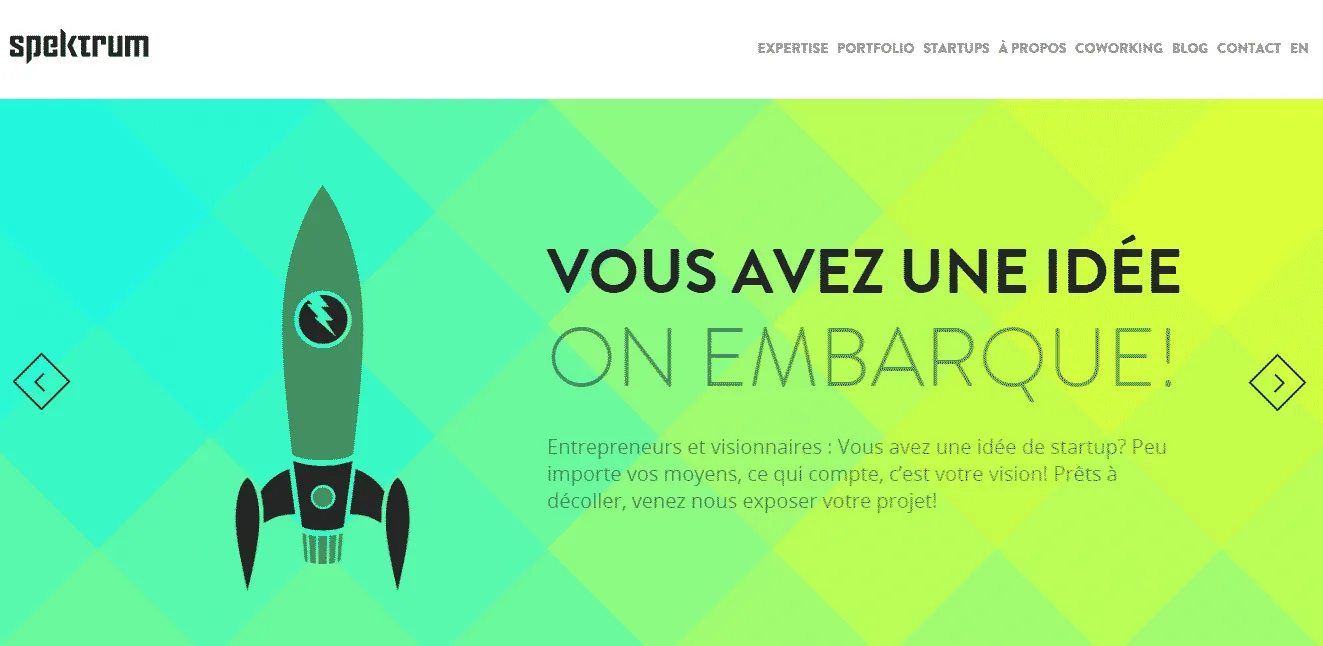 spektrum
EXPERTISE PORTFOLIO STARTUPS À PROPOS COWORKING BLOG CONTACT EN
VOUS AVEZ UNE IDÉE
ON EMBARQUE!
Entrepreneurs et visionnaires : Vous avez une idée de startup? Peu
importe vos moyens, ce qui compte, c’est votre vision! Prêts à
décoller, venez nous exposer votre projet!